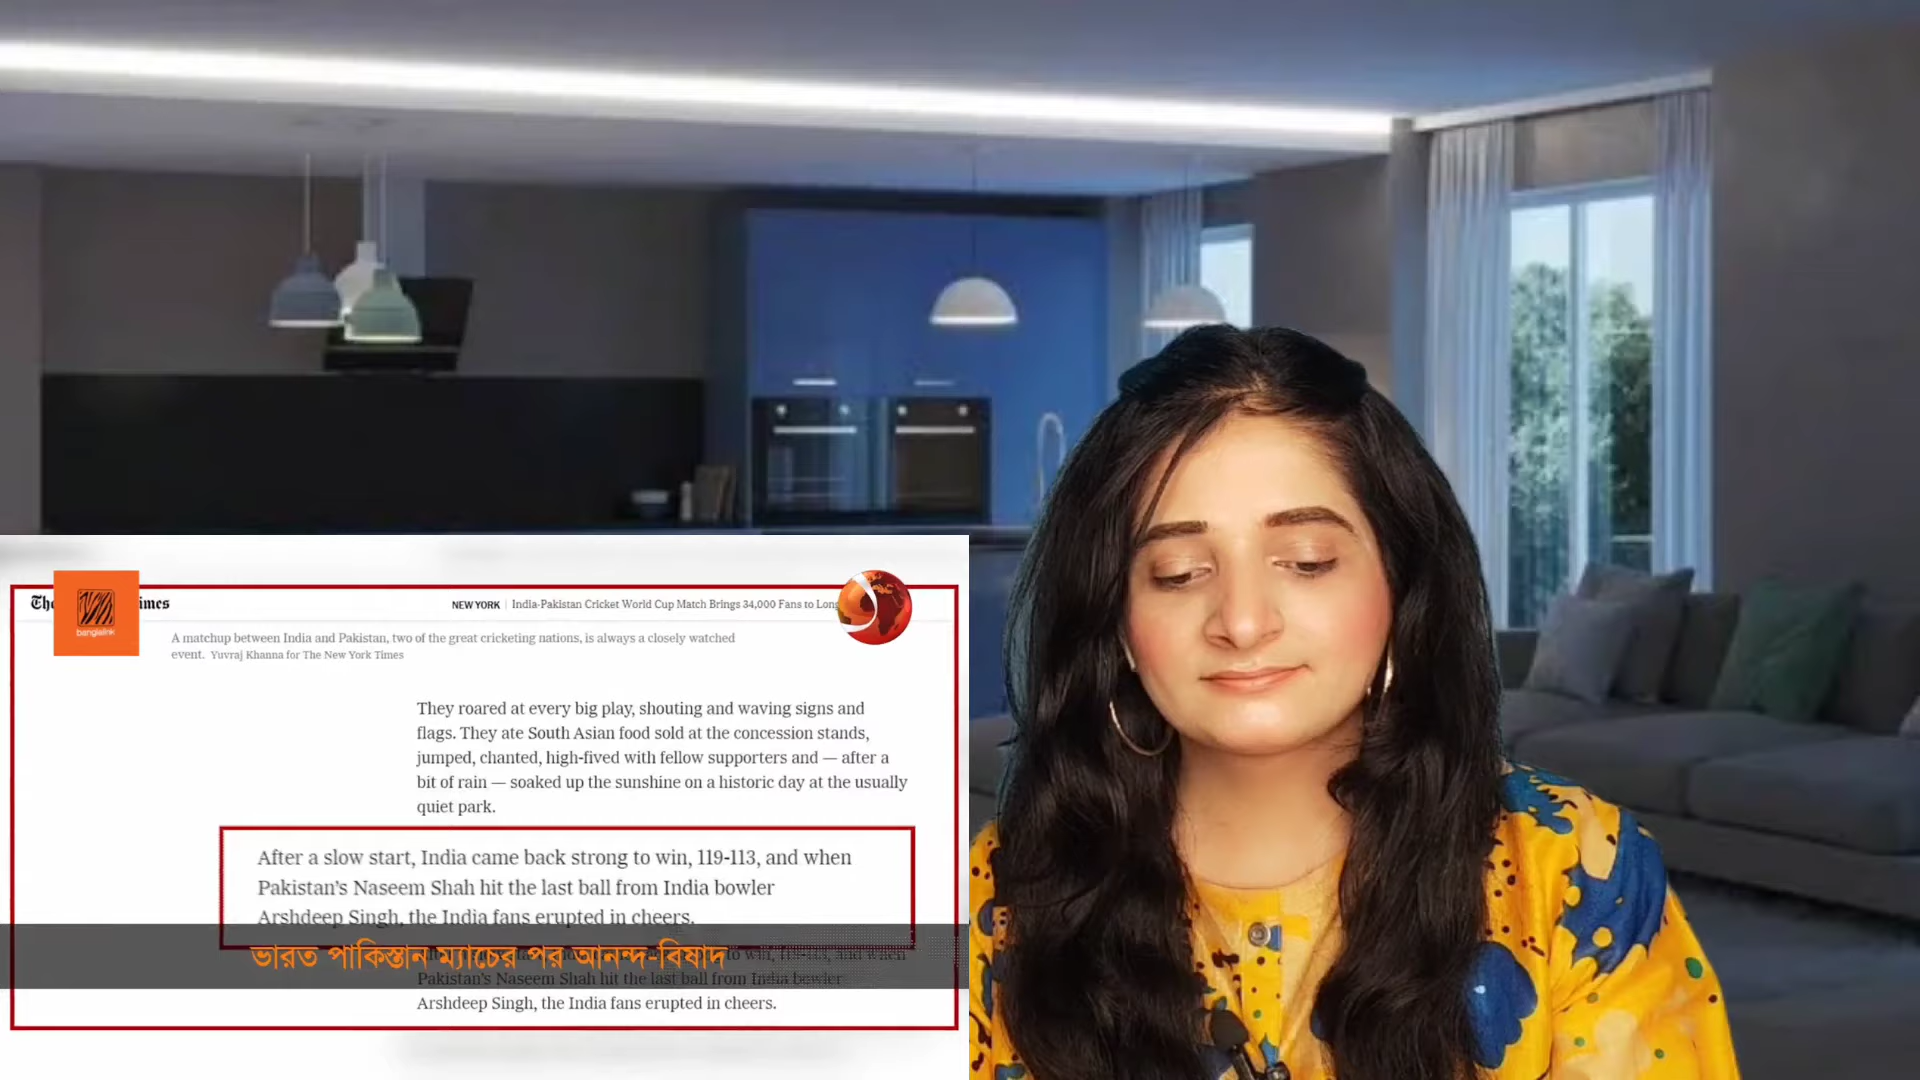 The
imes
NEW YORK | India-Pakistan Cricket World Cup Match Brings 34,000 Fans to Long
banglalink
A matchup between India and Pakistan, two of the great cricketing nations, is always a closely watched
event. Yuvraj Khanna for The New York Times
They roared at every big play, shouting and waving signs and
flags. They ate South Asian food sold at the concession stands,
jumped, chanted, high-fived with fellow supporters and — after a
bit of rain — soaked up the sunshine on a historic day at the usually
quiet park.
After a slow start, India came back strong to win, 119-113, and when
Pakistan's Naseem Shah hit the last ball from India bowler
Arshdeep Singh, the India fans erupted in cheers.
ভারত পাকিস্তান ম্যাচের পর আনন্দ-বিষাদ
to win, 119-113, and when
Pakistan's Naseem Shah hit the last ball from India bowler
Arshdeep Singh, the India fans erupted in cheers.